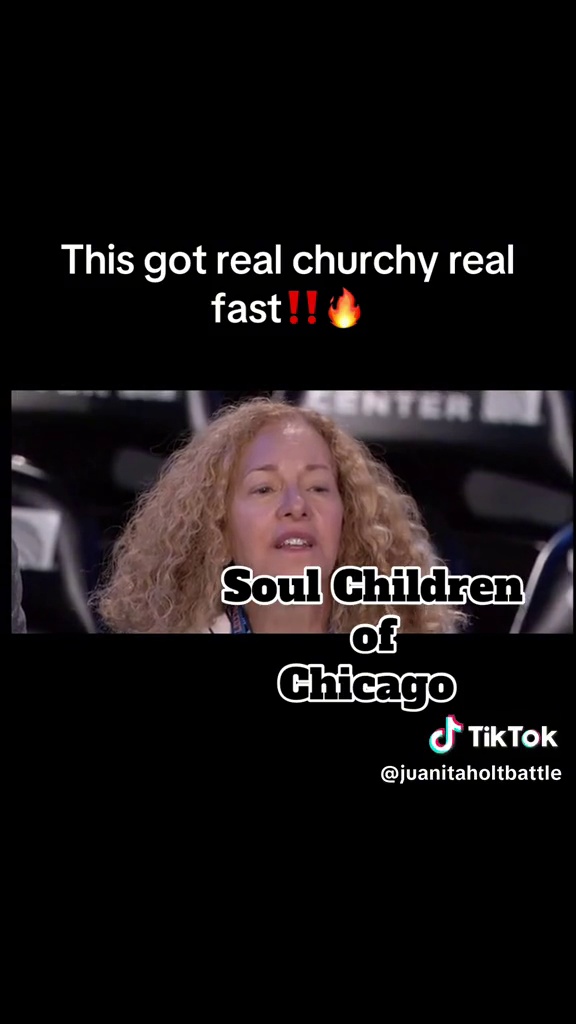 This got real churchy real
fast‼️🔥
CENTER
Soul Children
of
Chicago
TikTok
@juanitaholtbattle